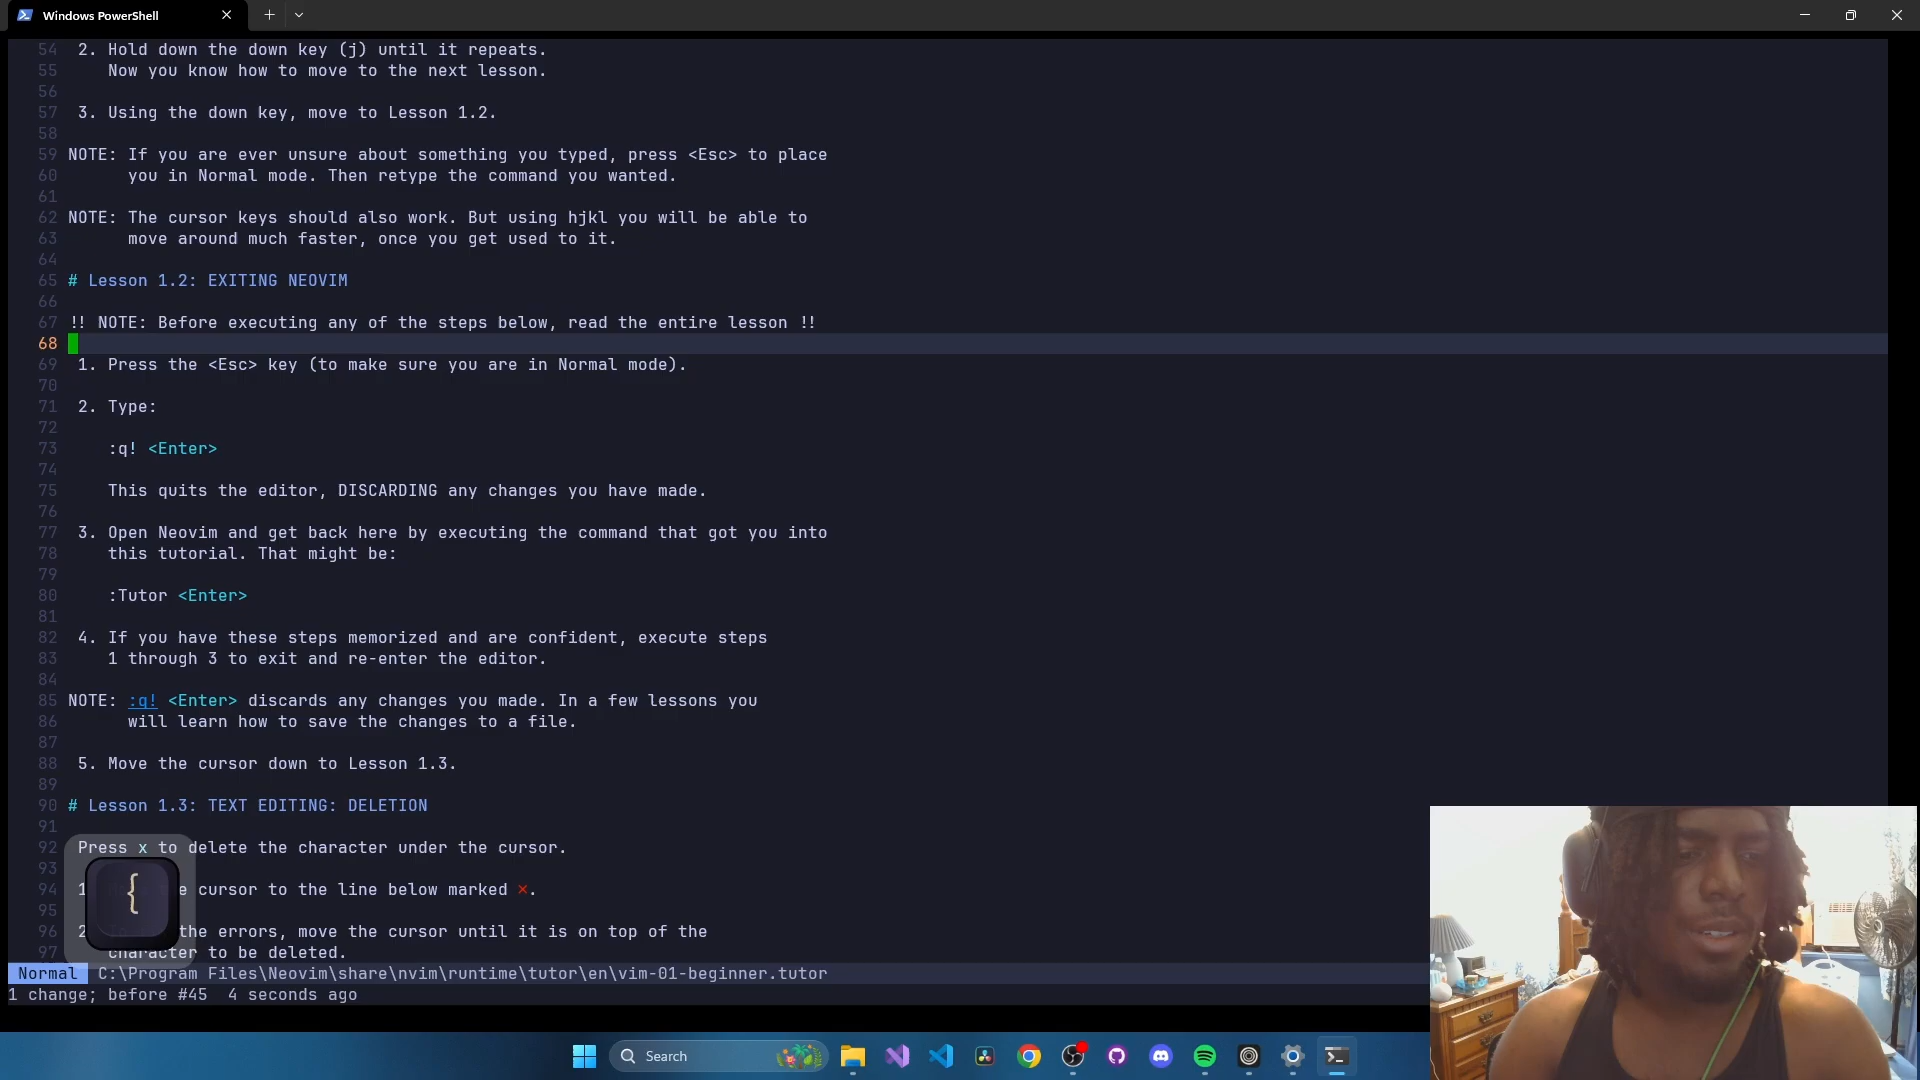 Windows PowerShell
54 2. Hold down the down key (j) until it repeats.
55 Now you know how to move to the next lesson.
56
57 3. Using the down key, move to Lesson 1.2.
58
59 NOTE: If you are ever unsure about something you typed, press <Esc> to place
60 you in Normal mode. Then retype the command you wanted.
61
62 NOTE: The cursor keys should also work. But using hjkl you will be able to
63 move around much faster, once you get used to it.
64
65 # Lesson 1.2: EXITING NEOVIM
66
67 !! NOTE: Before executing any of the steps below, read the entire lesson !!
68
69 1. Press the <Esc> key (to make sure you are in Normal mode).
70
71 2. Type:
72
73 :q! <Enter>
74
75 This quits the editor, DISCARDING any changes you have made.
76
77 3. Open Neovim and get back here by executing the command that got you into
78 this tutorial. That might be:
79
80 :Tutor <Enter>
81
82 4. If you have these steps memorized and are confident, execute steps
83 1 through 3 to exit and re-enter the editor.
84
85 NOTE: :q! <Enter> discards any changes you made. In a few lessons you
86 will learn how to save the changes to a file.
87
88 5. Move the cursor down to Lesson 1.3.
89
90 # Lesson 1.3: TEXT EDITING: DELETION
91
92 Press x to delete the character under the cursor.
93
94 1 cursor to the line below marked ✗.
95
96 2 the errors, move the cursor until it is on top of the
97 character to be deleted.
{
Normal C:\Program Files\Neovim\share\nvim\runtime\tutor\en\vim-01-beginner.tutor
1 change; before #45 4 seconds ago
Search